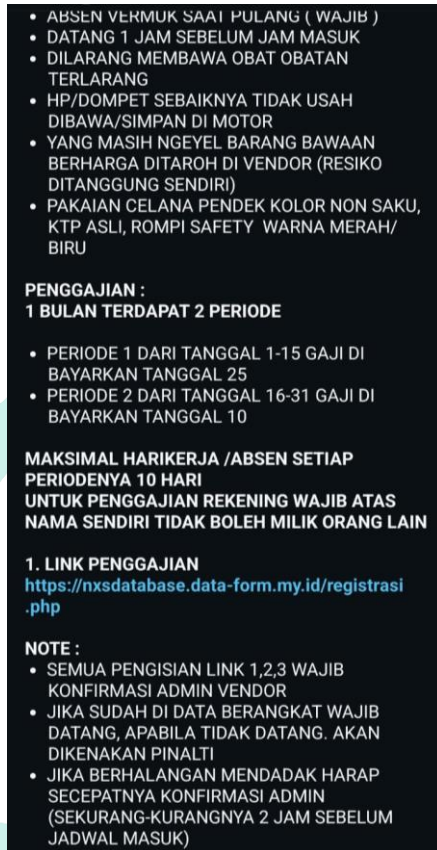 • ABSEN VERMUK SAAT PULANG ( WAJIB )
• DATANG 1 JAM SEBELUM JAM MASUK
• DILARANG MEMBAWA OBAT OBATAN
TERLARANG
• HP/DOMPET SEBAIKNYA TIDAK USAH
DIBAWA/SIMPAN DI MOTOR
• YANG MASIH NGEYEL BARANG BAWAAN
BERHARGA DITAROH DI VENDOR (RESIKO
DITANGGUNG SENDIRI)
• PAKAIAN CELANA PENDEK KOLOR NON SAKU,
KTP ASLI, ROMPI SAFETY WARNA MERAH/
BIRU
PENGGAJIAN :
1 BULAN TERDAPAT 2 PERIODE
• PERIODE 1 DARI TANGGAL 1-15 GAJI DI
BAYARKAN TANGGAL 25
• PERIODE 2 DARI TANGGAL 16-31 GAJI DI
BAYARKAN TANGGAL 10
MAKSIMAL HARIKERJA /ABSEN SETIAP
PERIODENYA 10 HARI
UNTUK PENGGAJIAN REKENING WAJIB ATAS
NAMA SENDIRI TIDAK BOLEH MILIK ORANG LAIN
1. LINK PENGGAJIAN
https://nxsdatabase.data-form.my.id/registrasi
.php
NOTE :
• SEMUA PENGISIAN LINK 1,2,3 WAJIB
KONFIRMASI ADMIN VENDOR
• JIKA SUDAH DI DATA BERANGKAT WAJIB
DATANG, APABILA TIDAK DATANG. AKAN
DIKENAKAN PINALTI
• JIKA BERHALANGAN MENDADAK HARAP
SECEPATNYA KONFIRMASI ADMIN
(SEKURANG-KURANGNYA 2 JAM SEBELUM
JADWAL MASUK)